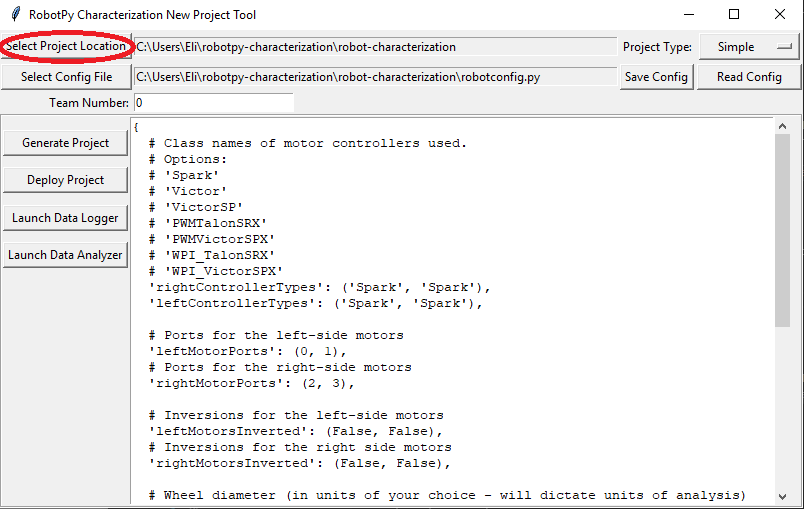 RobotPy Characterization New Project Tool
Select Project Location C:\Users\Eli\robotpy-characterization\robot-characterization Project Type: Simple
Select Config File C:\Users\Eli\robotpy-characterization\robot-characterization\robotconfig.py Save Config Read Config
Team Number: 0
Generate Project
Deploy Project
Launch Data Logger
Launch Data Analyzer
{
# Class names of motor controllers used.
# Options:
# 'Spark'
# 'Victor'
# 'VictorSP'
# 'PWMTalonSRX'
# 'PWMVictorSPX'
# 'WPI_TalonSRX'
# 'WPI_VictorSPX'
'rightControllerTypes': ('Spark', 'Spark'),
'leftControllerTypes': ('Spark', 'Spark'),
# Ports for the left-side motors
'leftMotorPorts': (0, 1),
# Ports for the right-side motors
'rightMotorPorts': (2, 3),
# Inversions for the left-side motors
'leftMotorsInverted': (False, False),
# Inversions for the right side motors
'rightMotorsInverted': (False, False),
# Wheel diameter (in units of your choice - will dictate units of analysis)